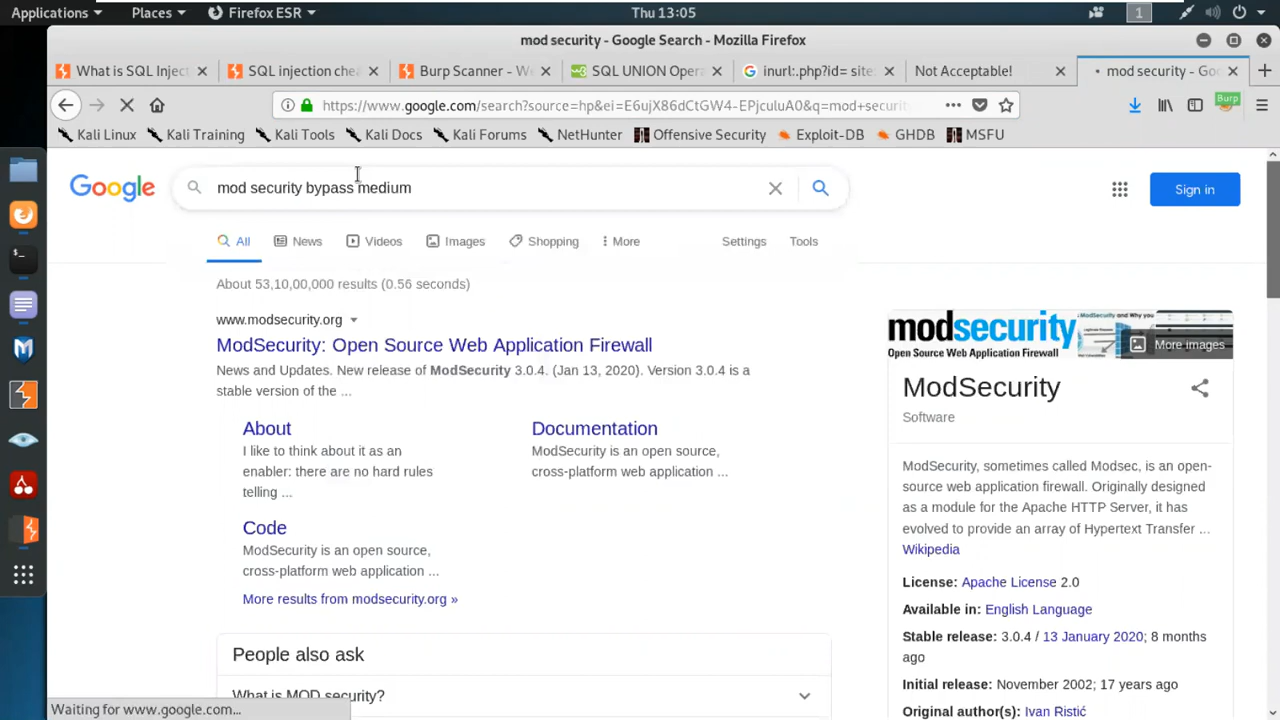 Applications Places Firefox ESR Thu 13:05 1
mod security - Google Search - Mozilla Firefox
What is SQL Inject SQL injection chea Burp Scanner - We SQL UNION Opera inurl:.php?id= site: Not Acceptable! mod security - Goo
https://www.google.com/search?source=hp&ei=E6ujX86dCtGW4-EPjculuA0&q=mod+security Burp
Kali Linux Kali Training Kali Tools Kali Docs Kali Forums NetHunter Offensive Security Exploit-DB GHDB MSFU
Google mod security bypass medium Sign in
All News Videos Images Shopping More Settings Tools
About 53,10,00,000 results (0.56 seconds)
www.modsecurity.org
ModSecurity: Open Source Web Application Firewall
News and Updates. New release of ModSecurity 3.0.4. (Jan 13, 2020). Version 3.0.4 is a
stable version of the ...
About
I like to think about it as an
enabler: there are no hard rules
telling ...
Documentation
ModSecurity is an open source,
cross-platform web application ...
Code
ModSecurity is an open source,
cross-platform web application ...
More results from modsecurity.org »
People also ask
What is MOD security?
modsecurity
Open Source Web Application Firewall
More images
ModSecurity
Software
ModSecurity, sometimes called Modsec, is an open-
source web application firewall. Originally designed
as a module for the Apache HTTP Server, it has
evolved to provide an array of Hypertext Transfer ...
Wikipedia
License: Apache License 2.0
Available in: English Language
Stable release: 3.0.4 / 13 January 2020; 8 months
ago
Initial release: November 2002; 17 years ago
Original author(s): Ivan Ristić
Waiting for www.google.com...